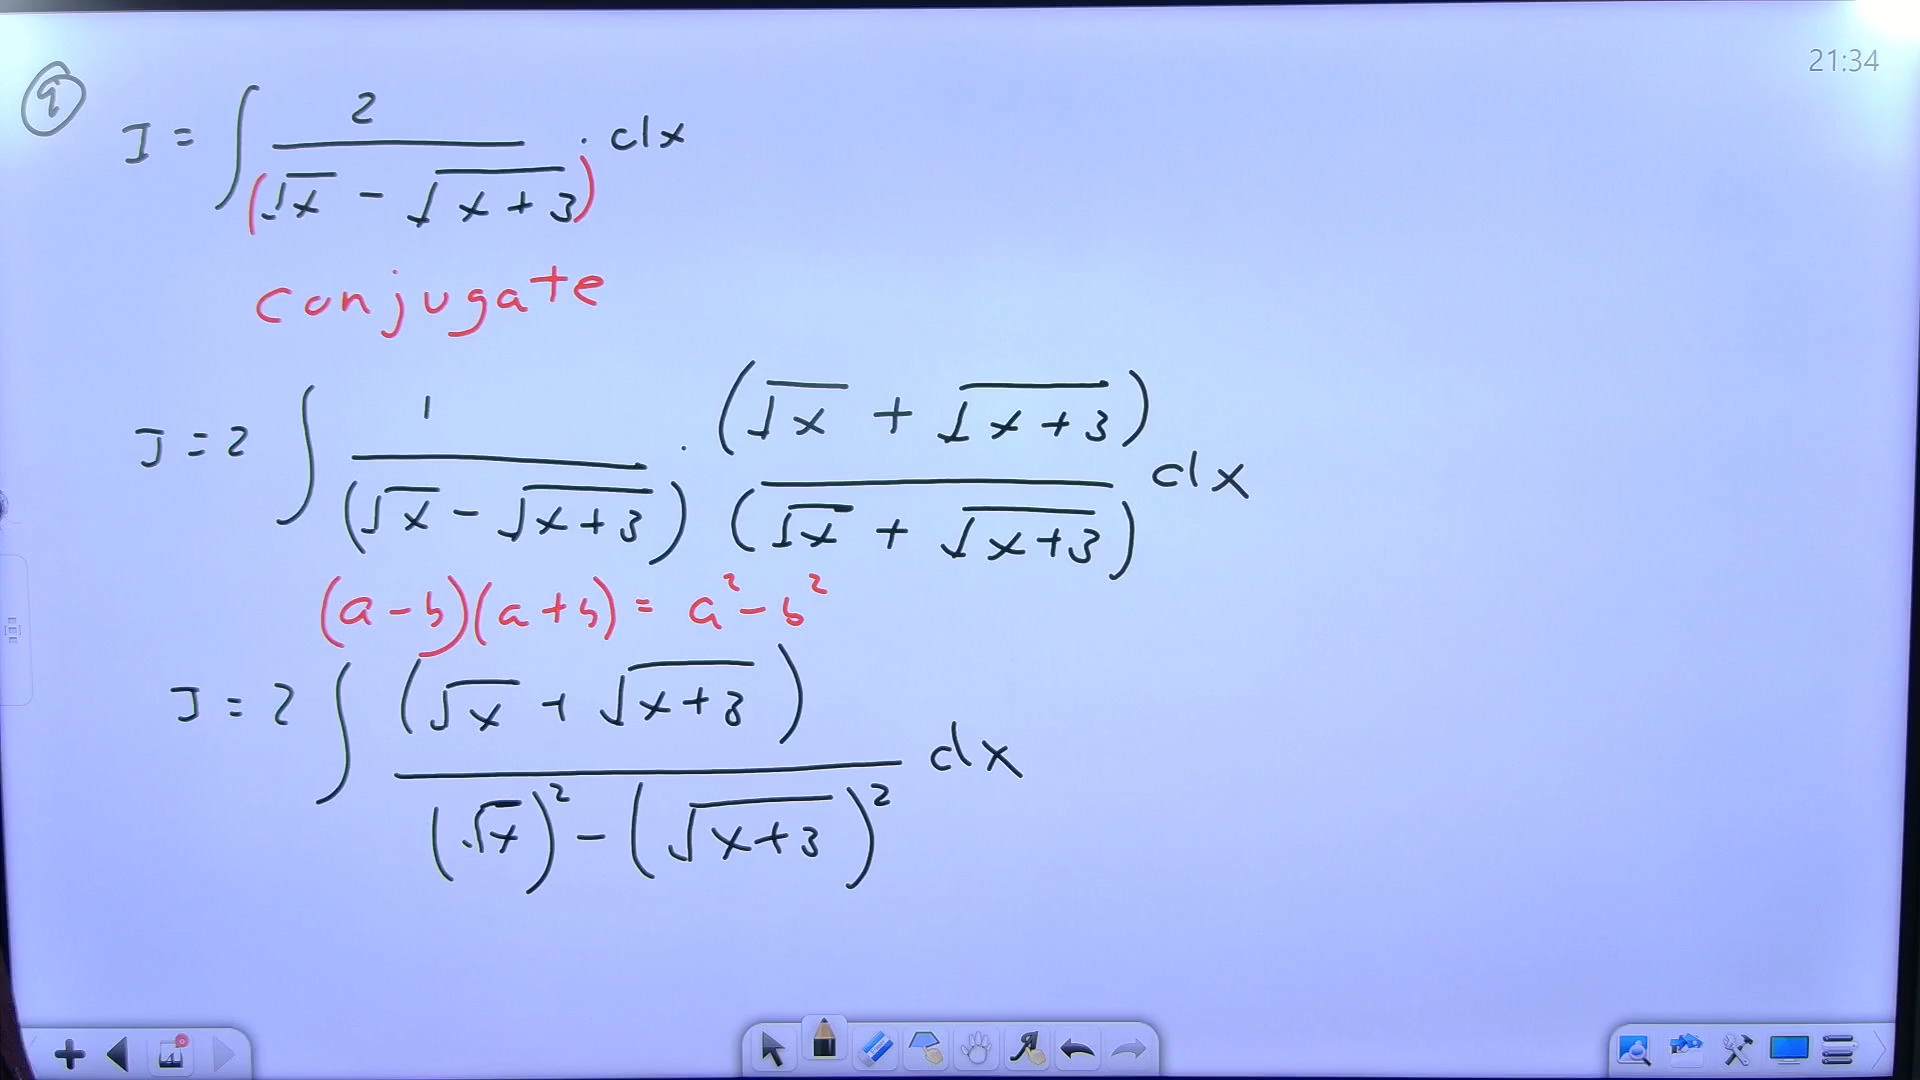 21:34
9
I = ∫ 2/(√x - √(x+3)) · dx
conjugate
I = 2 ∫ 1/(√x - √(x+3)) · (√x + √(x+3))/(√x + √(x+3)) dx
(a-b)(a+b) = a² - b²
I = 2 ∫ (√x + √(x+3))/((√x)² - (√(x+3))²) dx